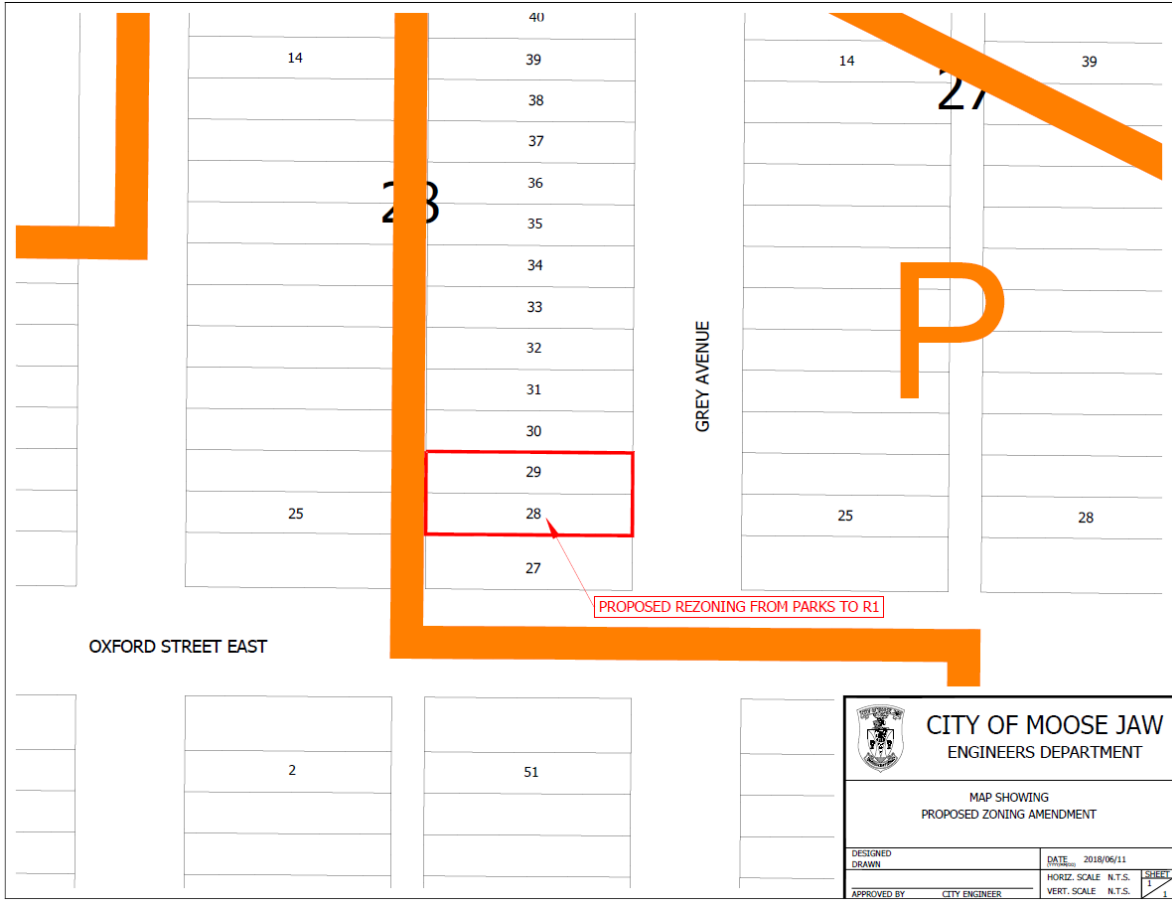 40
14
39
14
39
38
27
37
36
28
35
34
33
P
32
GREY AVENUE
31
30
29
25
28
25
28
27
PROPOSED REZONING FROM PARKS TO R1
OXFORD STREET EAST
2
51
CITY OF MOOSE JAW
ENGINEERS DEPARTMENT
MAP SHOWING
PROPOSED ZONING AMENDMENT
DESIGNED
DRAWN
DATE 2018/06/11
HORIZ. SCALE N.T.S.
VERT. SCALE N.T.S.
SHEET
1
1
APPROVED BY CITY ENGINEER